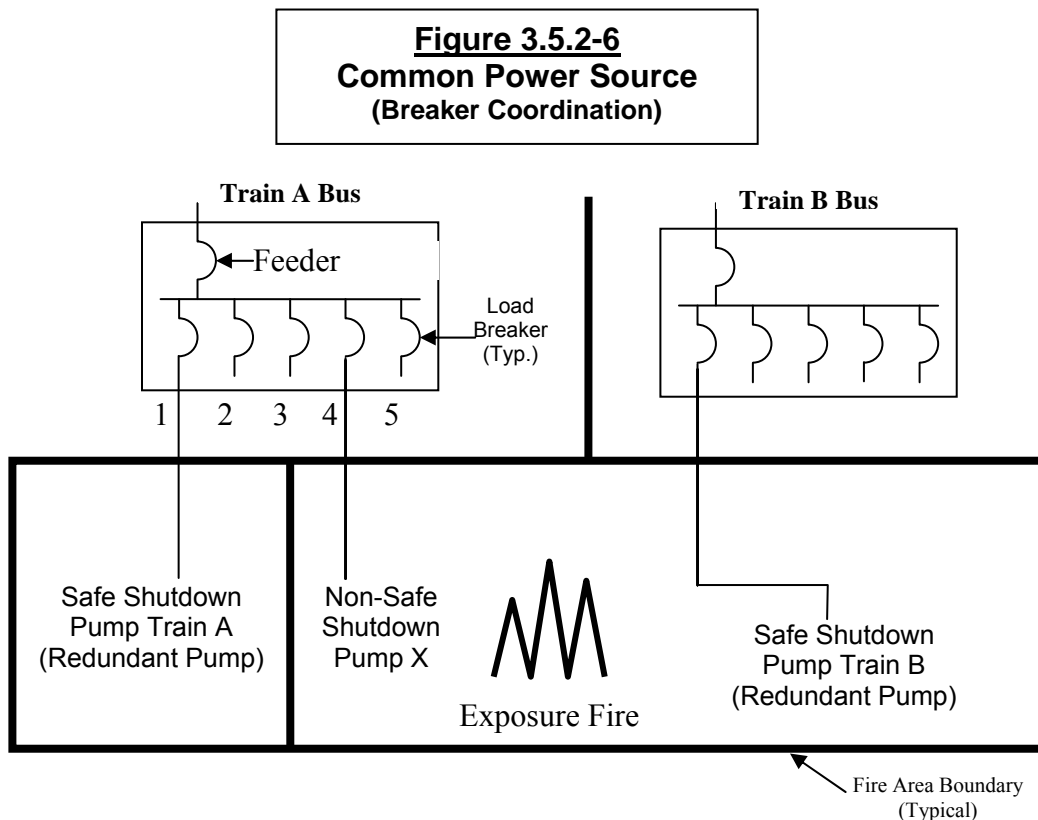 Figure 3.5.2-6
Common Power Source
(Breaker Coordination)
Train A Bus
Train B Bus
Feeder
Load
Breaker
(Typ.)
1 2 3 4 5
Safe Shutdown
Pump Train A
(Redundant Pump)
Non-Safe
Shutdown
Pump X
Exposure Fire
Safe Shutdown
Pump Train B
(Redundant Pump)
Fire Area Boundary
(Typical)